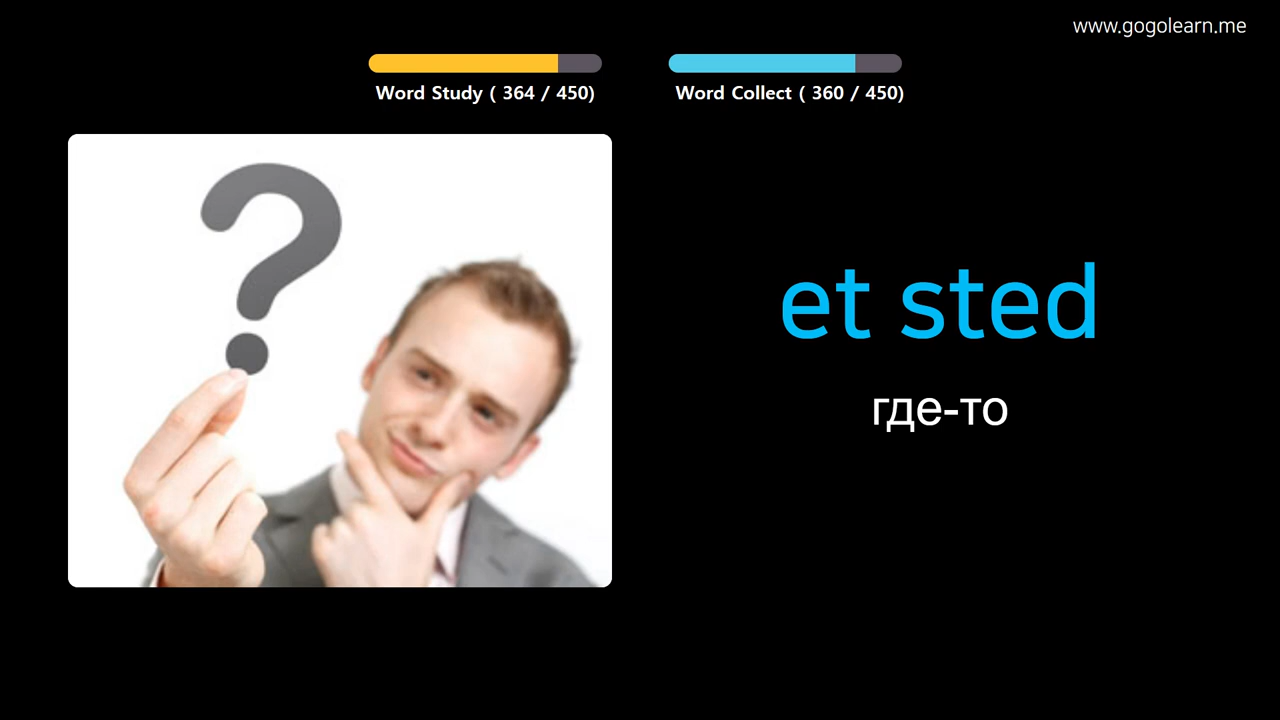 www.gogolearn.me
Word Study ( 364 / 450)
Word Collect ( 360 / 450)
?
et sted
где-то